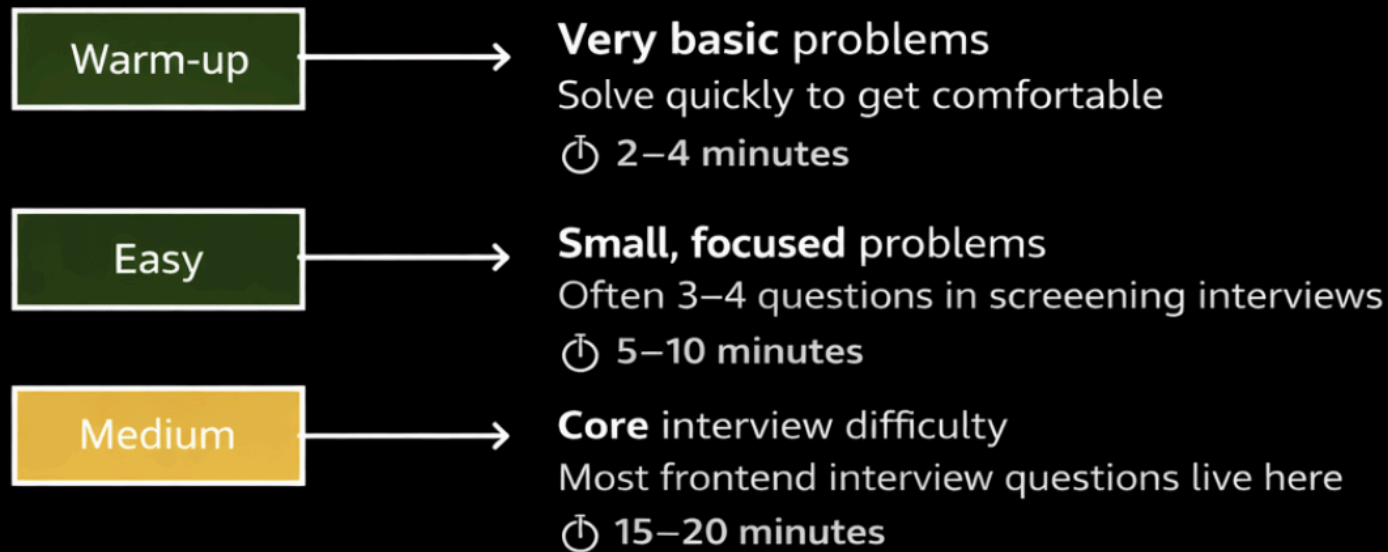 Warm-up
Very basic problems
Solve quickly to get comfortable
2–4 minutes
Easy
Small, focused problems
Often 3–4 questions in screeening interviews
5–10 minutes
Medium
Core interview difficulty
Most frontend interview questions live here
15–20 minutes